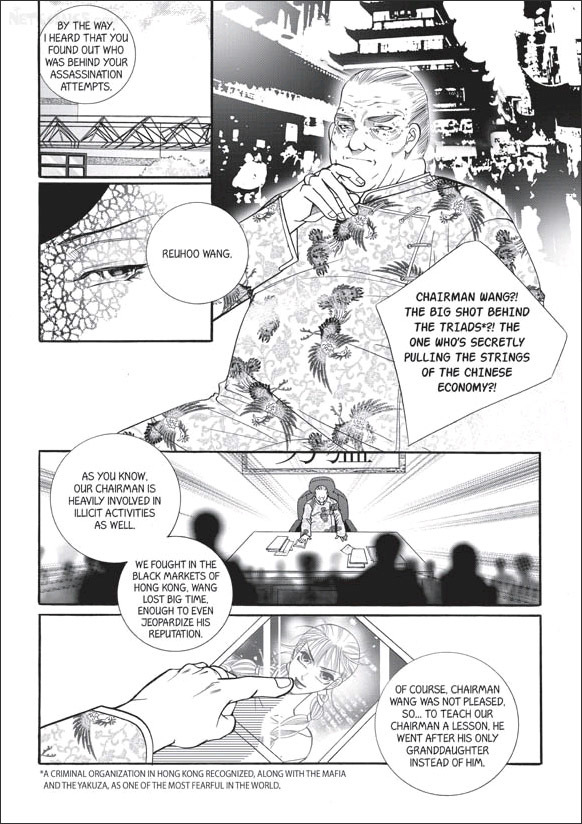 BY THE WAY,
I HEARD THAT YOU
FOUND OUT WHO
WAS BEHIND YOUR
ASSASSINATION
ATTEMPTS.
REUHOO WANG.
CHAIRMAN WANG?!
THE BIG SHOT BEHIND
THE TRIADS*?! THE
ONE WHO'S SECRETLY
PULLING THE STRINGS
OF THE CHINESE
ECONOMY?!
AS YOU KNOW,
OUR CHAIRMAN IS
HEAVILY INVOLVED IN
ILLICIT ACTIVITIES
AS WELL.
WE FOUGHT IN THE
BLACK MARKETS OF
HONG KONG. WANG
LOST BIG TIME,
ENOUGH TO EVEN
JEOPARDIZE HIS
REPUTATION.
OF COURSE, CHAIRMAN
WANG WAS NOT PLEASED,
SO... TO TEACH OUR
CHAIRMAN A LESSON, HE
WENT AFTER HIS ONLY
GRANDDAUGHTER
INSTEAD OF HIM.
*A CRIMINAL ORGANIZATION IN HONG KONG RECOGNIZED, ALONG WITH THE MAFIA
AND THE YAKUZA, AS ONE OF THE MOST FEARFUL IN THE WORLD.